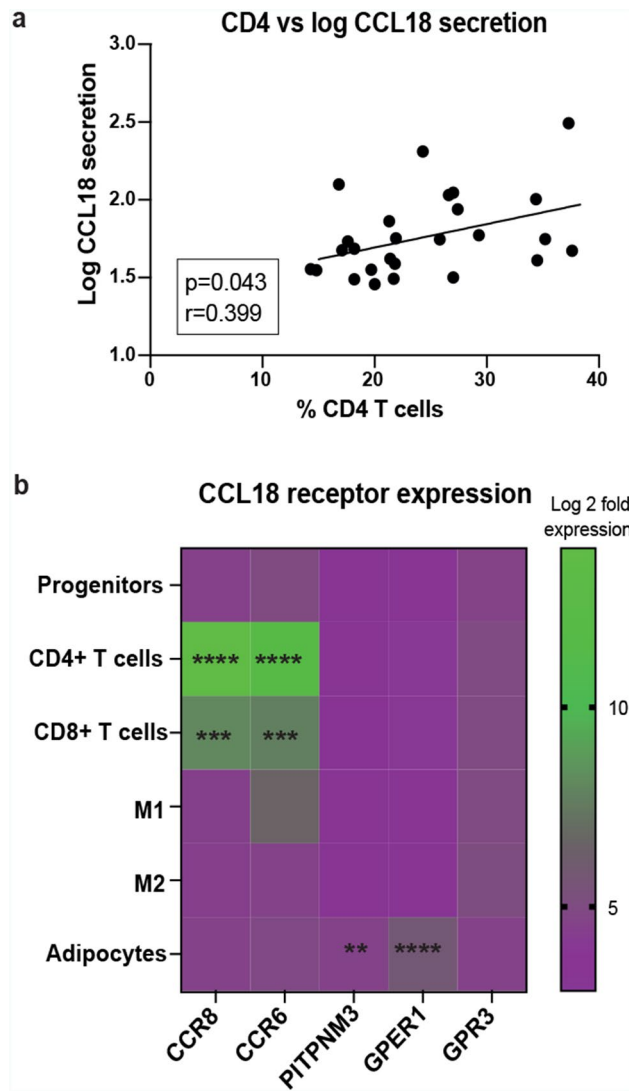 a
CD4 vs log CCL18 secretion
Log CCL18 secretion
3.0
2.5
2.0
1.5
1.0
p=0.043
r=0.399
0
10
20
30
40
% CD4 T cells
b
CCL18 receptor expression
Log 2 fold
expression
Progenitors
CD4+ T cells
**** ****
CD8+ T cells
*** ***
M1
M2
Adipocytes
** ****
10
5
CCR8
CCR6
PITPNM3
GPER1
GPR3